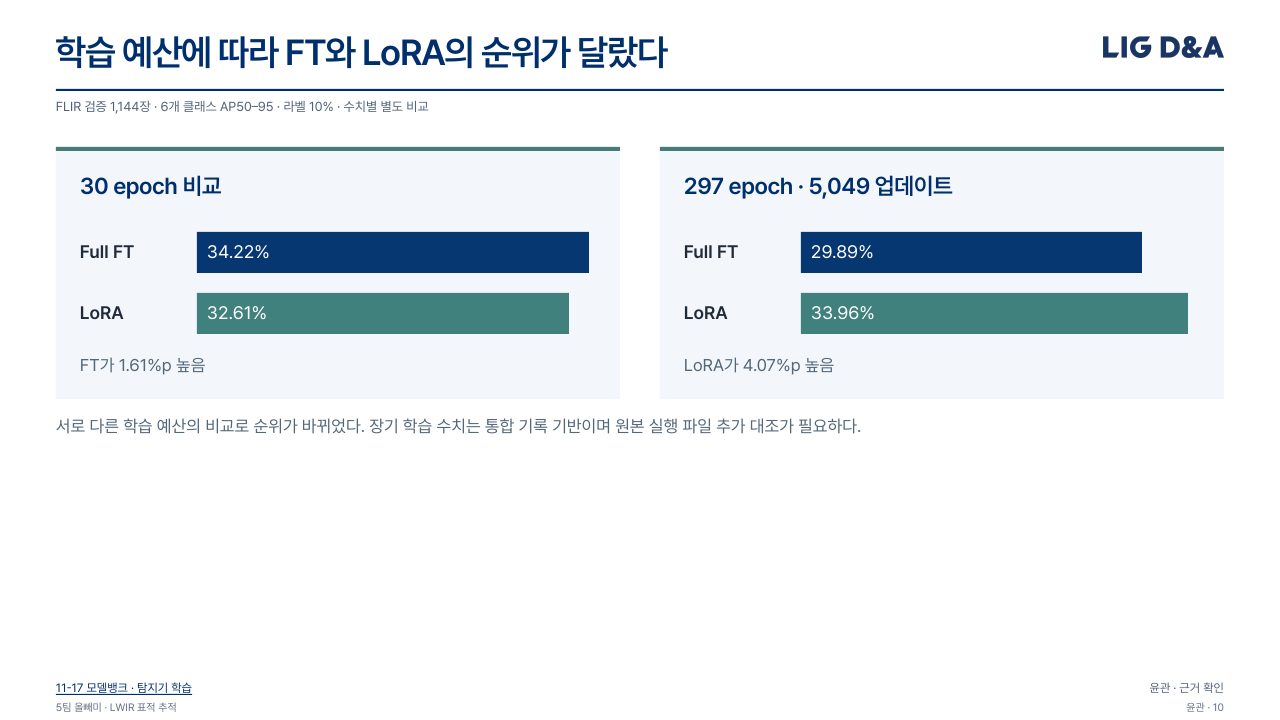 학습 예산에 따라 FT와 LoRA의 순위가 달랐다
LIG D&A
FLIR 검증 1,144장 · 6개 클래스 AP50–95 · 라벨 10% · 수치별 별도 비교
30 epoch 비교
Full FT
34.22%
LoRA
32.61%
FT가 1.61%p 높음
297 epoch · 5,049 업데이트
Full FT
29.89%
LoRA
33.96%
LoRA가 4.07%p 높음
서로 다른 학습 예산의 비교로 순위가 바뀌었다. 장기 학습 수치는 통합 기록 기반이며 원본 실행 파일 추가 대조가 필요하다.
11-17 모델뱅크 · 탐지기 학습
5팀 올빼미 · LWIR 표적 추적
윤관 · 근거 확인
윤관 · 10